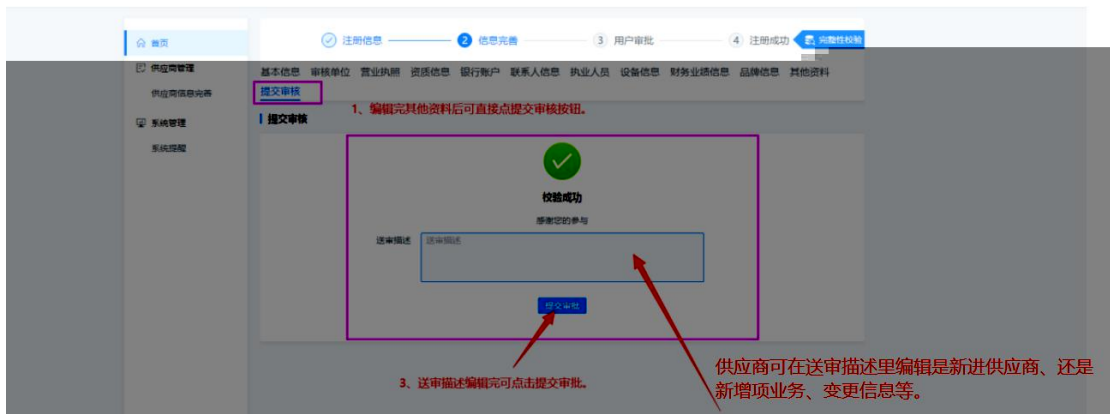 首页
注册信息
2 信息完善
3 用户审批
4 注册成功
完整性校验
供应商管理
供应商信息完善
系统管理
系统提醒
基本信息 审核单位 营业执照 资质信息 银行账户 联系人信息 执业人员 设备信息 财务业绩信息 品牌信息 其他资料
提交审核
1、编辑完其他资料后可直接点提交审核按钮。
提交审核
校验成功
感谢您的参与
送审描述
送审描述
提交审批
3、送审描述编辑完可点击提交审批。
供应商可在送审描述里编辑是新进供应商、还是
新增项业务、变更信息等。